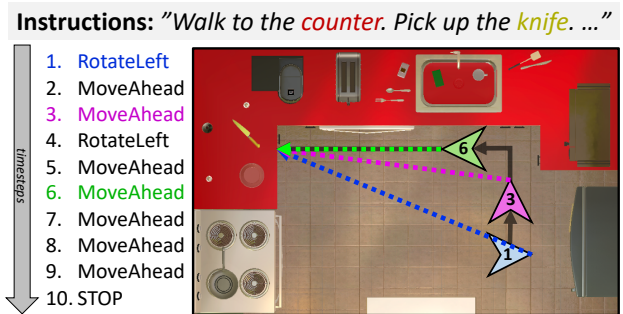 Instructions: "Walk to the counter. Pick up the knife. ..."
timesteps
1. RotateLeft
2. MoveAhead
3. MoveAhead
4. RotateLeft
5. MoveAhead
6. MoveAhead
7. MoveAhead
8. MoveAhead
9. MoveAhead
10. STOP
6
3
1